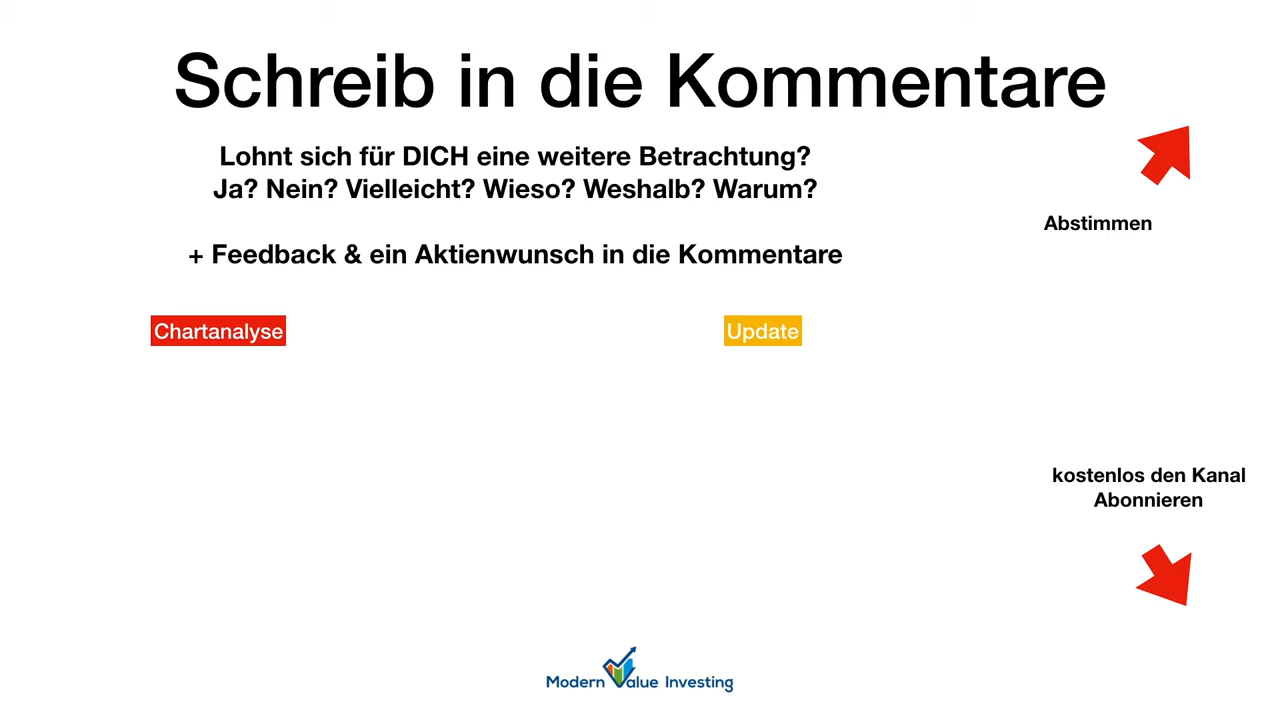 Schreib in die Kommentare
Lohnt sich für DICH eine weitere Betrachtung?
Ja? Nein? Vielleicht? Wieso? Weshalb? Warum?
Abstimmen
+ Feedback & ein Aktienwunsch in die Kommentare
Chartanalyse
Update
kostenlos den Kanal
Abonnieren
Modern Value Investing